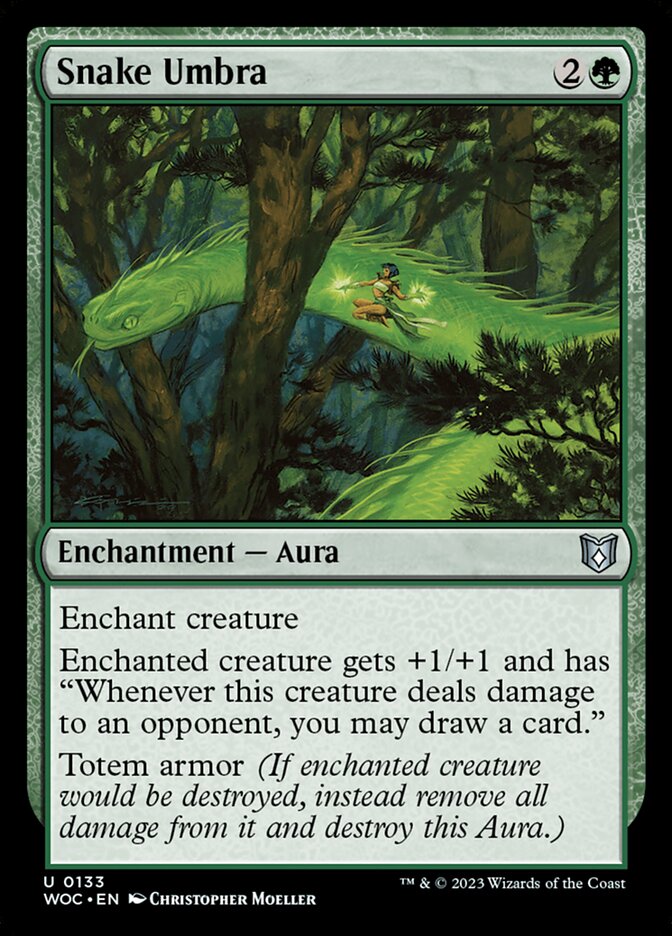 Snake Umbra 2
Enchantment — Aura
Enchant creature
Enchanted creature gets +1/+1 and has
“Whenever this creature deals damage
to an opponent, you may draw a card.”
Totem armor (If enchanted creature
would be destroyed, instead remove all
damage from it and destroy this Aura.)
U 0133
WOC • EN Christopher Moeller
™ & © 2023 Wizards of the Coast